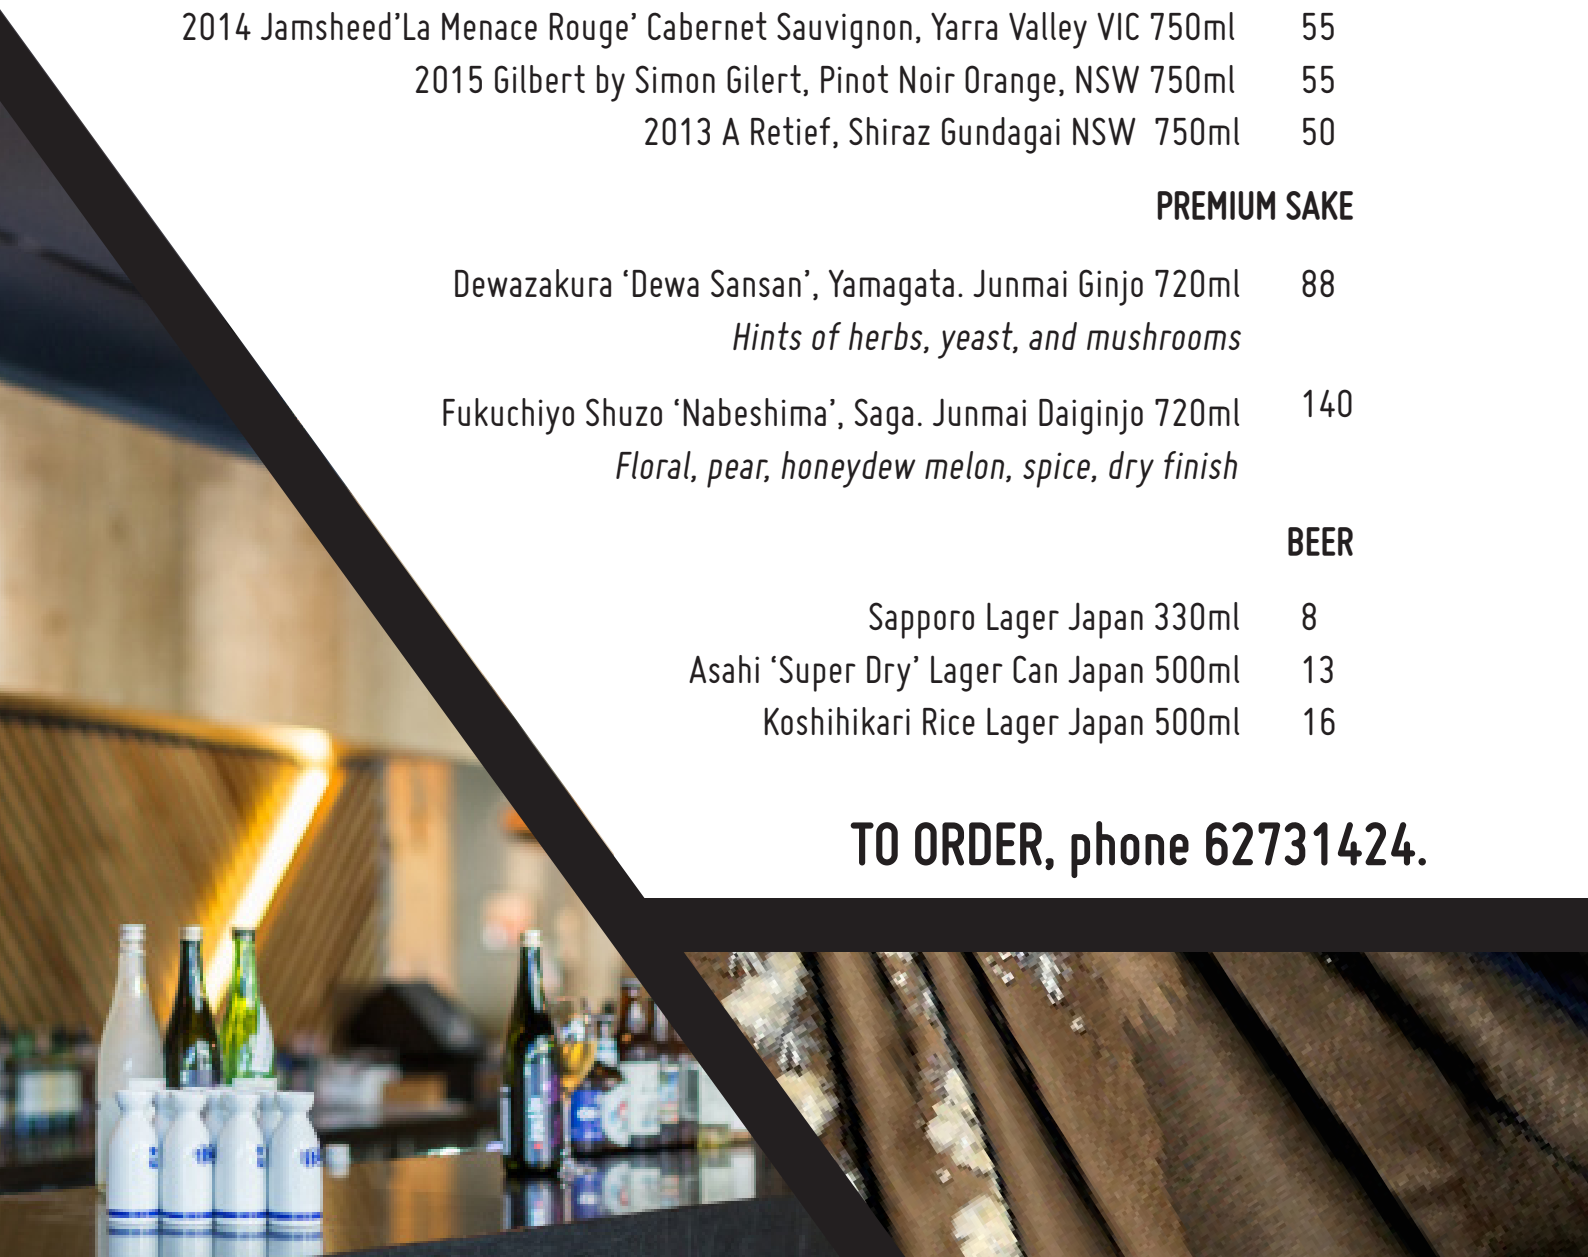 2014 Jamsheed’La Menace Rouge’ Cabernet Sauvignon, Yarra Valley VIC 750ml 55
2015 Gilbert by Simon Gilert, Pinot Noir Orange, NSW 750ml 55
2013 A Retief, Shiraz Gundagai NSW 750ml 50
PREMIUM SAKE
Dewazakura ‘Dewa Sansan’, Yamagata. Junmai Ginjo 720ml 88
Hints of herbs, yeast, and mushrooms
Fukuchiyo Shuzo ‘Nabeshima’, Saga. Junmai Daiginjo 720ml 140
Floral, pear, honeydew melon, spice, dry finish
BEER
Sapporo Lager Japan 330ml 8
Asahi ‘Super Dry’ Lager Can Japan 500ml 13
Koshihikari Rice Lager Japan 500ml 16
TO ORDER, phone 62731424.